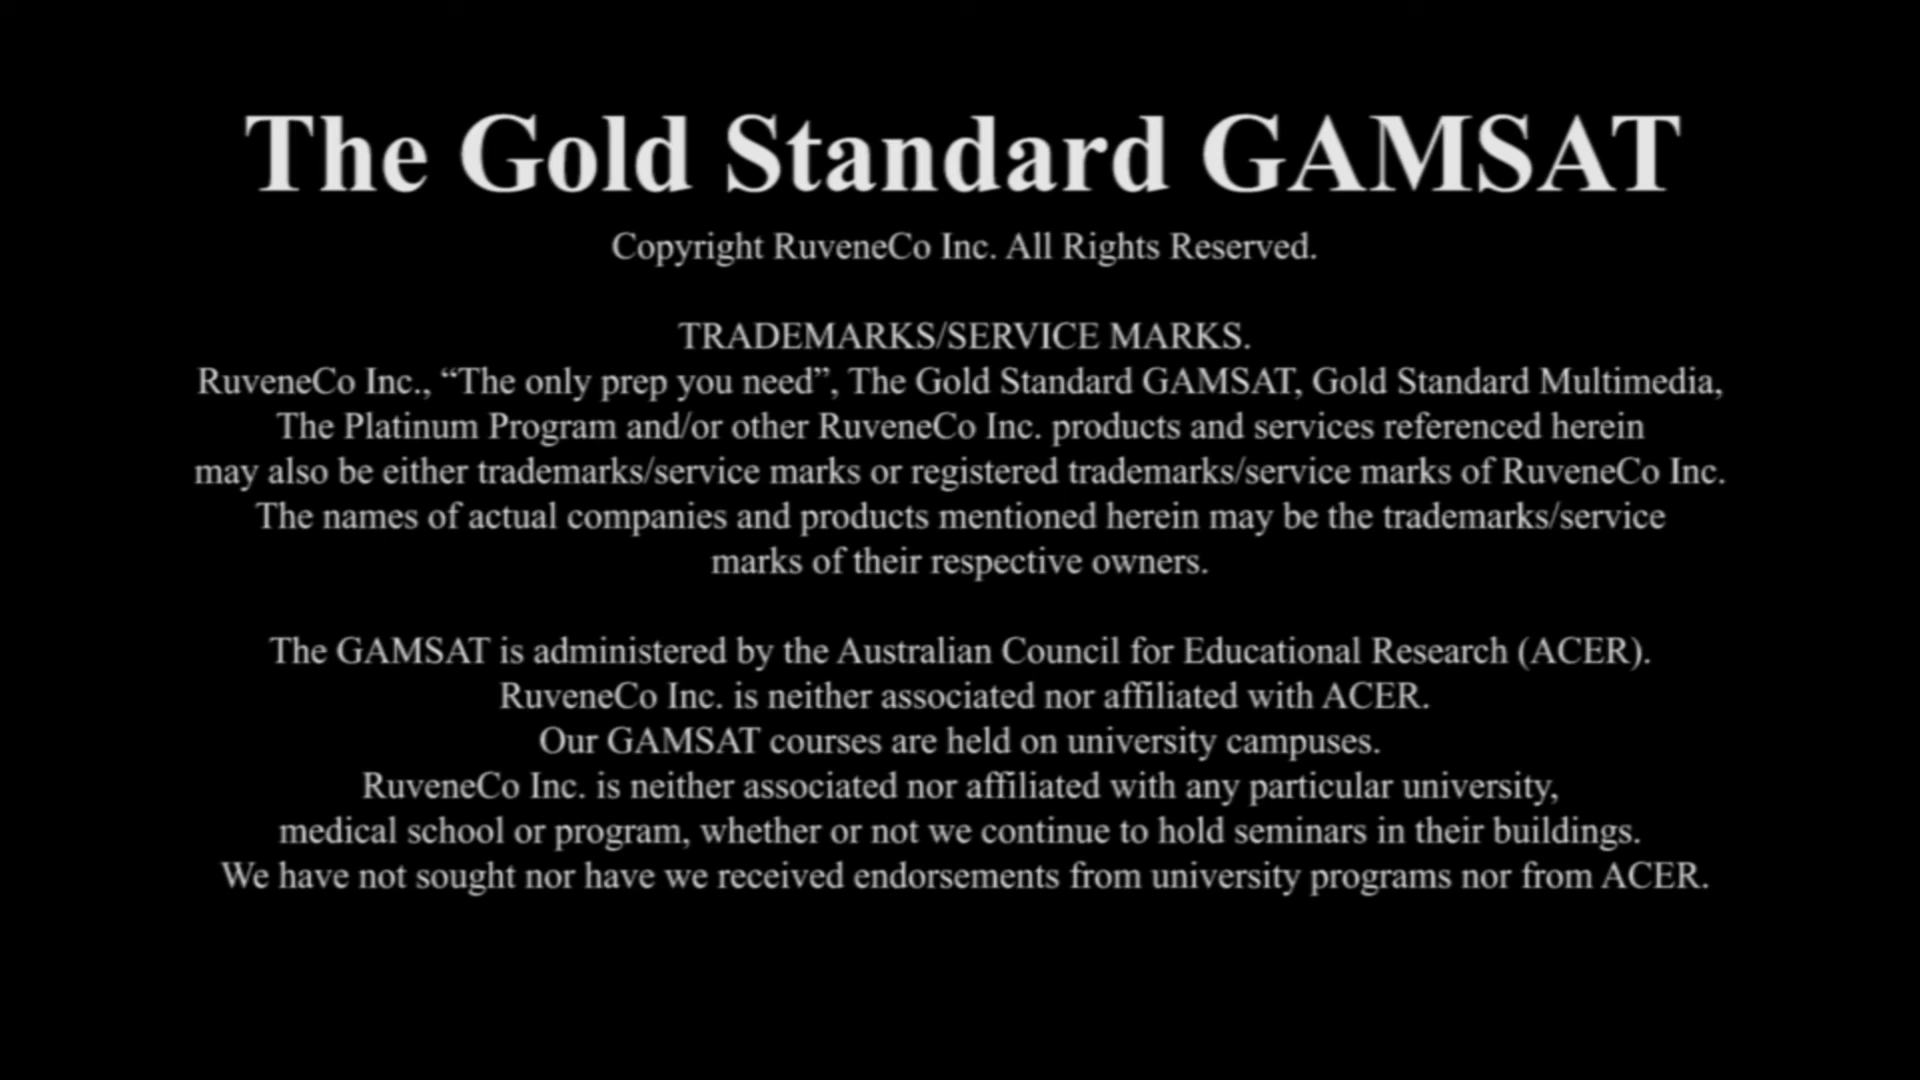 The Gold Standard GAMSAT
Copyright RuveneCo Inc. All Rights Reserved.
TRADEMARKS/SERVICE MARKS.
RuveneCo Inc., “The only prep you need”, The Gold Standard GAMSAT, Gold Standard Multimedia,
The Platinum Program and/or other RuveneCo Inc. products and services referenced herein
may also be either trademarks/service marks or registered trademarks/service marks of RuveneCo Inc.
The names of actual companies and products mentioned herein may be the trademarks/service
marks of their respective owners.
The GAMSAT is administered by the Australian Council for Educational Research (ACER).
RuveneCo Inc. is neither associated nor affiliated with ACER.
Our GAMSAT courses are held on university campuses.
RuveneCo Inc. is neither associated nor affiliated with any particular university,
medical school or program, whether or not we continue to hold seminars in their buildings.
We have not sought nor have we received endorsements from university programs nor from ACER.